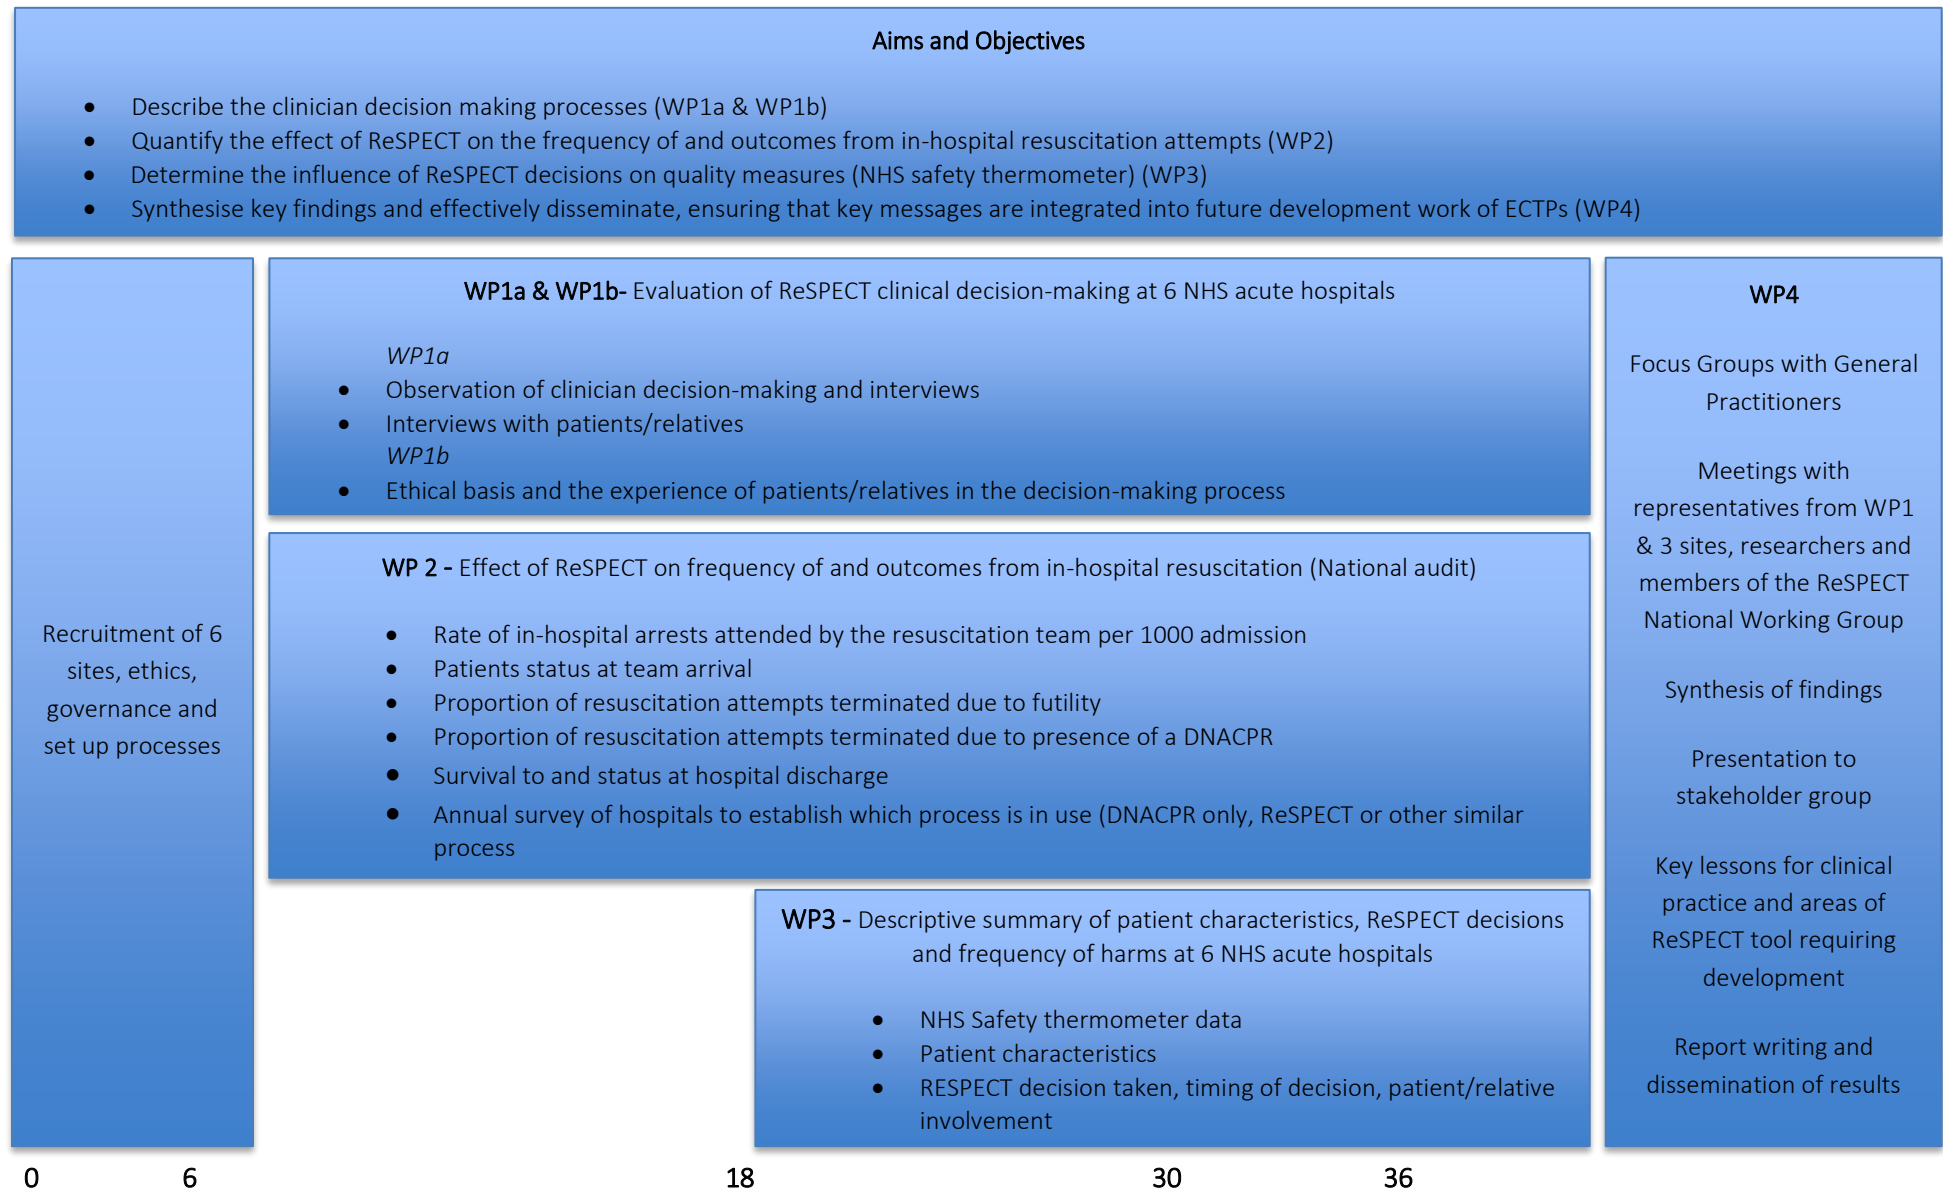 Aims and Objectives
• Describe the clinician decision making processes (WP1a & WP1b)
• Quantify the effect of ReSPECT on the frequency of and outcomes from in-hospital resuscitation attempts (WP2)
• Determine the influence of ReSPECT decisions on quality measures (NHS safety thermometer) (WP3)
• Synthesise key findings and effectively disseminate, ensuring that key messages are integrated into future development work of ECTPs (WP4)
Recruitment of 6
sites, ethics,
governance and
set up processes
WP1a & WP1b- Evaluation of ReSPECT clinical decision-making at 6 NHS acute hospitals
WP1a
• Observation of clinician decision-making and interviews
• Interviews with patients/relatives
WP1b
• Ethical basis and the experience of patients/relatives in the decision-making process
WP 2 - Effect of ReSPECT on frequency of and outcomes from in-hospital resuscitation (National audit)
• Rate of in-hospital arrests attended by the resuscitation team per 1000 admission
• Patients status at team arrival
• Proportion of resuscitation attempts terminated due to futility
• Proportion of resuscitation attempts terminated due to presence of a DNACPR
• Survival to and status at hospital discharge
• Annual survey of hospitals to establish which process is in use (DNACPR only, ReSPECT or other similar
process
WP3 - Descriptive summary of patient characteristics, ReSPECT decisions
and frequency of harms at 6 NHS acute hospitals
• NHS Safety thermometer data
• Patient characteristics
• RESPECT decision taken, timing of decision, patient/relative
involvement
WP4
Focus Groups with General
Practitioners
Meetings with
representatives from WP1
& 3 sites, researchers and
members of the ReSPECT
National Working Group
Synthesis of findings
Presentation to
stakeholder group
Key lessons for clinical
practice and areas of
ReSPECT tool requiring
development
Report writing and
dissemination of results
0 6 18 30 36